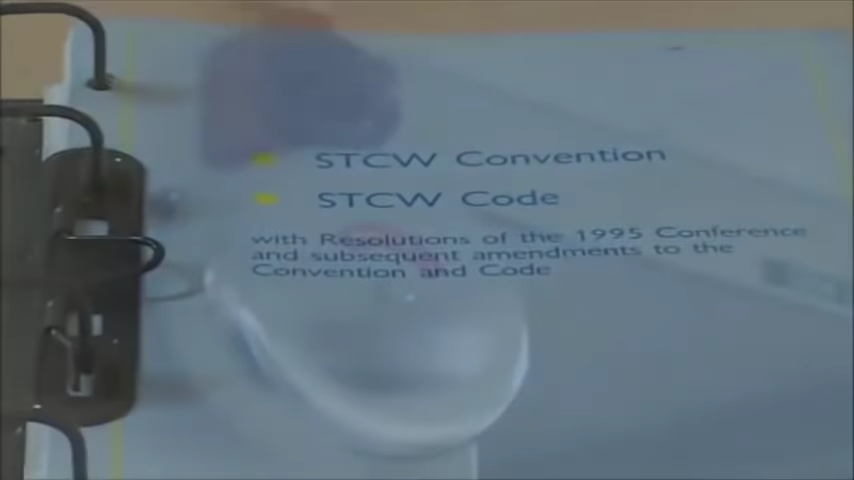 STCW Convention
STCW Code
with Resolutions of the 1995 Conference
and subsequent amendments to the
Convention and Code